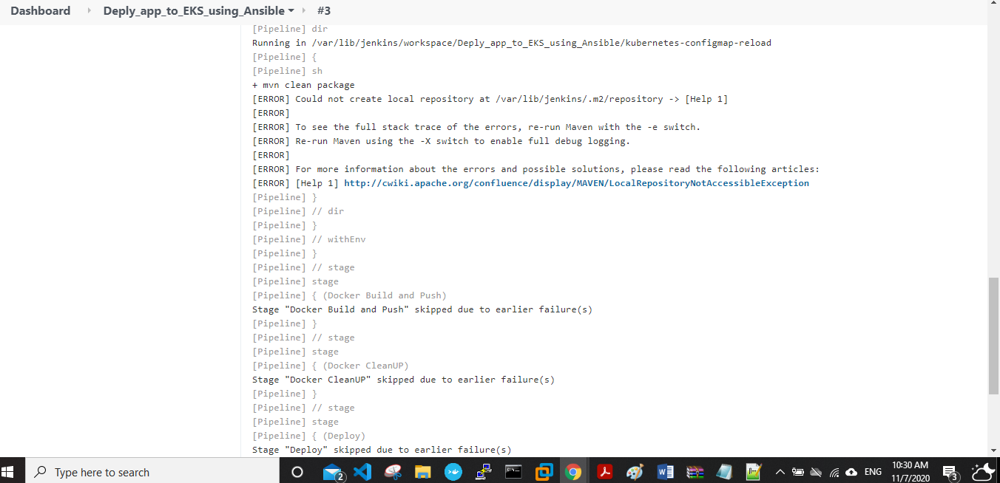 Dashboard Deply_app_to_EKS_using_Ansible #3
[Pipeline] dir
Running in /var/lib/jenkins/workspace/Deply_app_to_EKS_using_Ansible/kubernetes-configmap-reload
[Pipeline] {
[Pipeline] sh
+ mvn clean package
[ERROR] Could not create local repository at /var/lib/jenkins/.m2/repository -> [Help 1]
[ERROR]
[ERROR] To see the full stack trace of the errors, re-run Maven with the -e switch.
[ERROR] Re-run Maven using the -X switch to enable full debug logging.
[ERROR]
[ERROR] For more information about the errors and possible solutions, please read the following articles:
[ERROR] [Help 1] http://cwiki.apache.org/confluence/display/MAVEN/LocalRepositoryNotAccessibleException
[Pipeline] }
[Pipeline] // dir
[Pipeline] }
[Pipeline] // withEnv
[Pipeline] }
[Pipeline] // stage
[Pipeline] stage
[Pipeline] { (Docker Build and Push)
Stage "Docker Build and Push" skipped due to earlier failure(s)
[Pipeline] }
[Pipeline] // stage
[Pipeline] stage
[Pipeline] { (Docker CleanUP)
Stage "Docker CleanUP" skipped due to earlier failure(s)
[Pipeline] }
[Pipeline] // stage
[Pipeline] stage
[Pipeline] { (Deploy)
Stage "Deploy" skipped due to earlier failure(s)
Type here to search 2 ENG 10:30 AM 3
11/7/2020